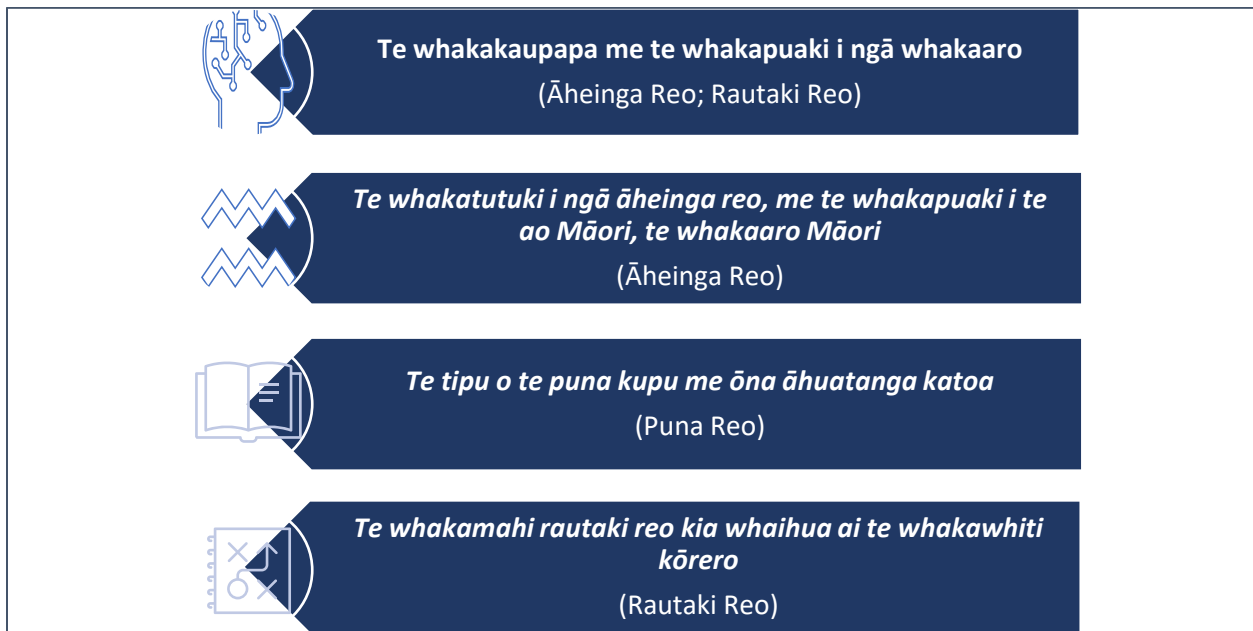 Te whakakaupapa me te whakapuaki i ngā whakaaro
(Āheinga Reo; Rautaki Reo)
Te whakatutuki i ngā āheinga reo, me te whakapuaki i te
ao Māori, te whakaaro Māori
(Āheinga Reo)
Te tipu o te puna kupu me ōna āhuatanga katoa
(Puna Reo)
Te whakamahi rautaki reo kia whaihua ai te whakawhiti
kōrero
(Rautaki Reo)